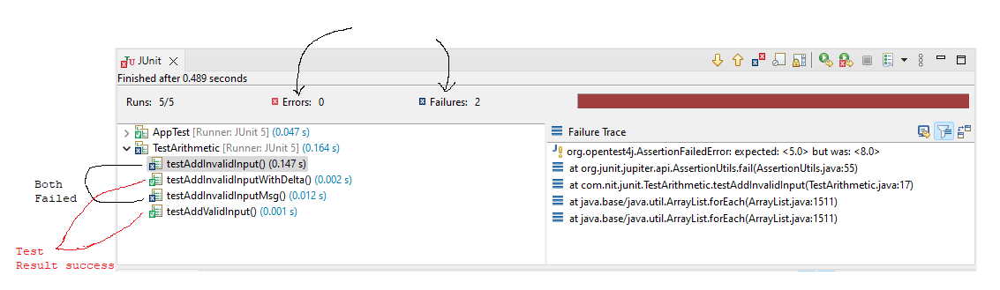 JUnit
Finished after 0.489 seconds
Runs: 5/5
Errors: 0
Failures: 2
AppTest [Runner: JUnit 5] (0.047 s)
TestArithmetic [Runner: JUnit 5] (0.164 s)
testAddInvalidInput() (0.147 s)
testAddInvalidInputWithDelta() (0.002 s)
testAddInvalidInputMsg() (0.012 s)
testAddValidInput() (0.001 s)
Both
Failed
Test
Result success
Failure Trace
org.opentest4j.AssertionFailedError: expected: <5.0> but was: <8.0>
at org.junit.jupiter.api.AssertionUtils.fail(AssertionUtils.java:55)
at com.nit.junit.TestArithmetic.testAddInvalidInput(TestArithmetic.java:17)
at java.base/java.util.ArrayList.forEach(ArrayList.java:1511)
at java.base/java.util.ArrayList.forEach(ArrayList.java:1511)